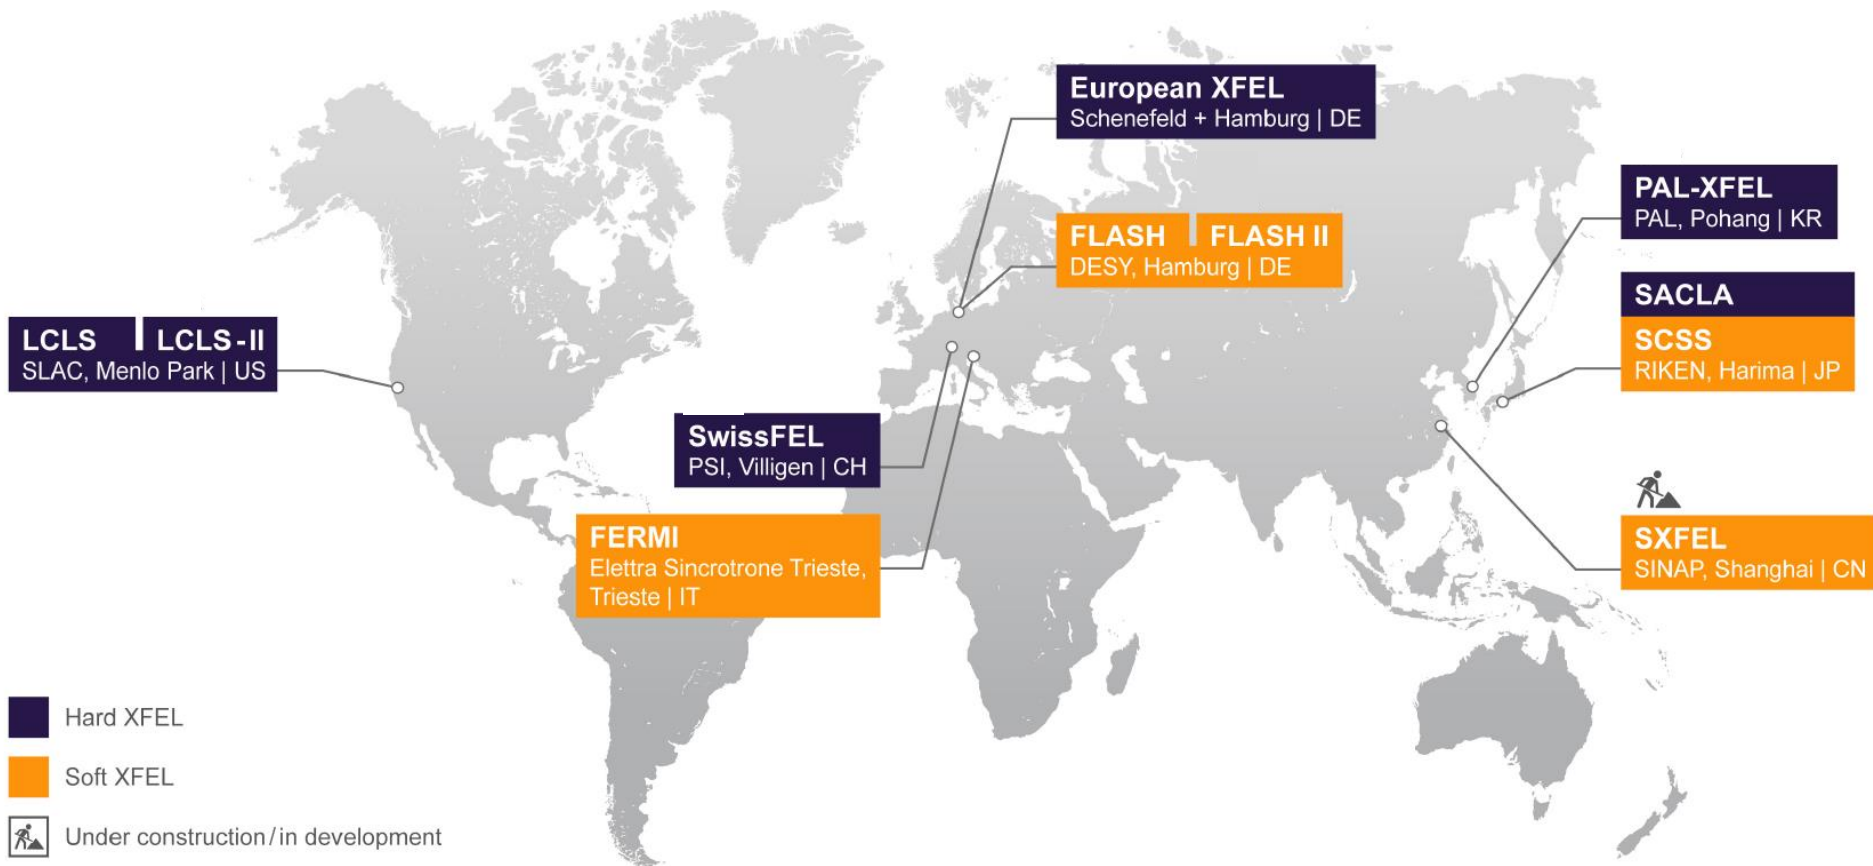 European XFEL
Schenefeld + Hamburg | DE
PAL-XFEL
PAL, Pohang | KR
FLASH FLASH II
DESY, Hamburg | DE
SACLA
SCSS
RIKEN, Harima | JP
LCLS LCLS-II
SLAC, Menlo Park | US
SwissFEL
PSI, Villigen | CH
FERMI
Elettra Sincrotrone Trieste,
Trieste | IT
SXFEL
SINAP, Shanghai | CN
Hard XFEL
Soft XFEL
Under construction/in development